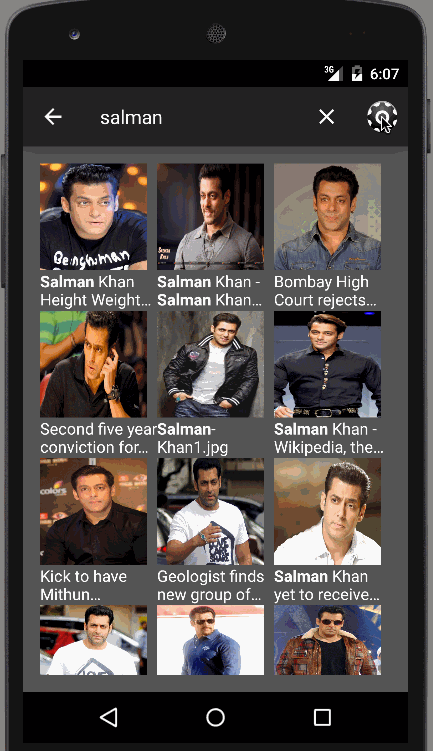 3G 6:07
salman
Being Human
Salman Khan
Height Weight...
Salman Khan -
Salman Khan...
Bombay High
Court rejects...
Second five year
conviction for...
Salman-
Khan1.jpg
Salman Khan -
Wikipedia, the...
colors
Kick to have
Mithun...
Geologist finds
new group of...
Salman Khan
yet to receive...